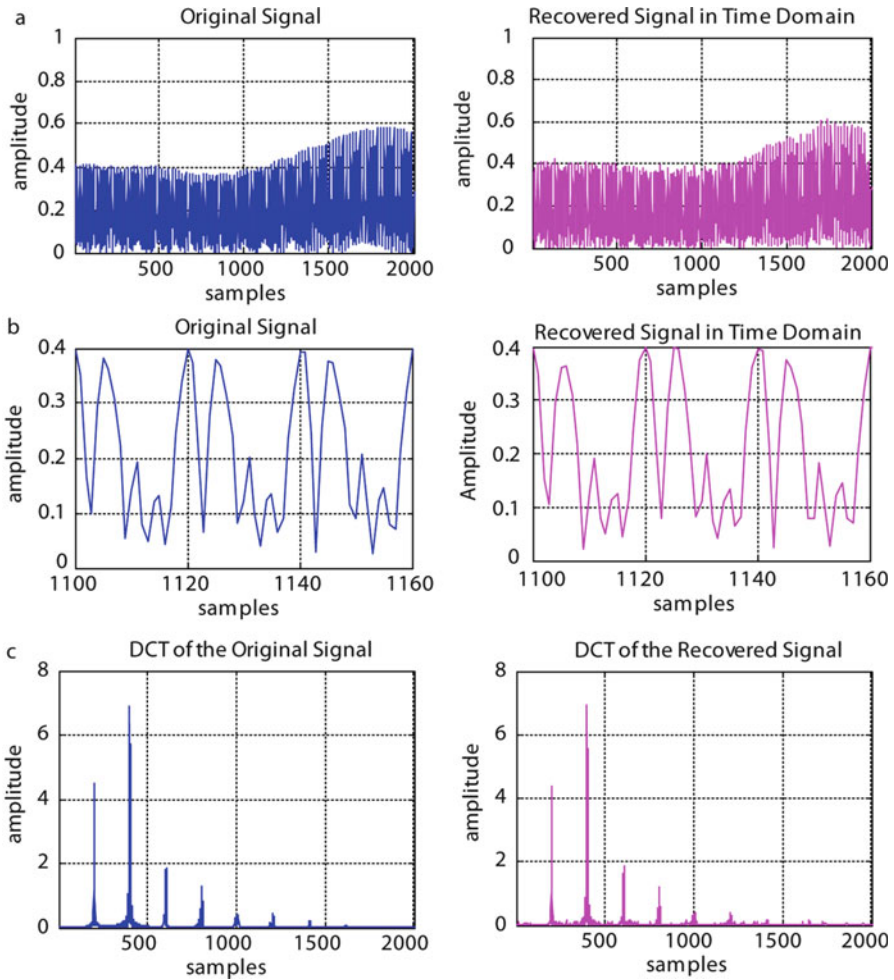 a
Original Signal
amplitude
1
0.8
0.6
0.4
0.2
0
500
1000
1500
2000
samples
Recovered Signal in Time Domain
amplitude
1
0.8
0.6
0.4
0.2
0
500
1000
1500
2000
samples
b
Original Signal
amplitude
0.4
0.3
0.2
0.1
0
1100
1120
1140
1160
samples
Recovered Signal in Time Domain
Amplitude
0.4
0.3
0.2
0.1
0
1100
1120
1140
1160
samples
c
DCT of the Original Signal
amplitude
8
6
4
2
0
500
1000
1500
2000
samples
DCT of the Recovered Signal
amplitude
8
6
4
2
0
500
1000
1500
2000
samples